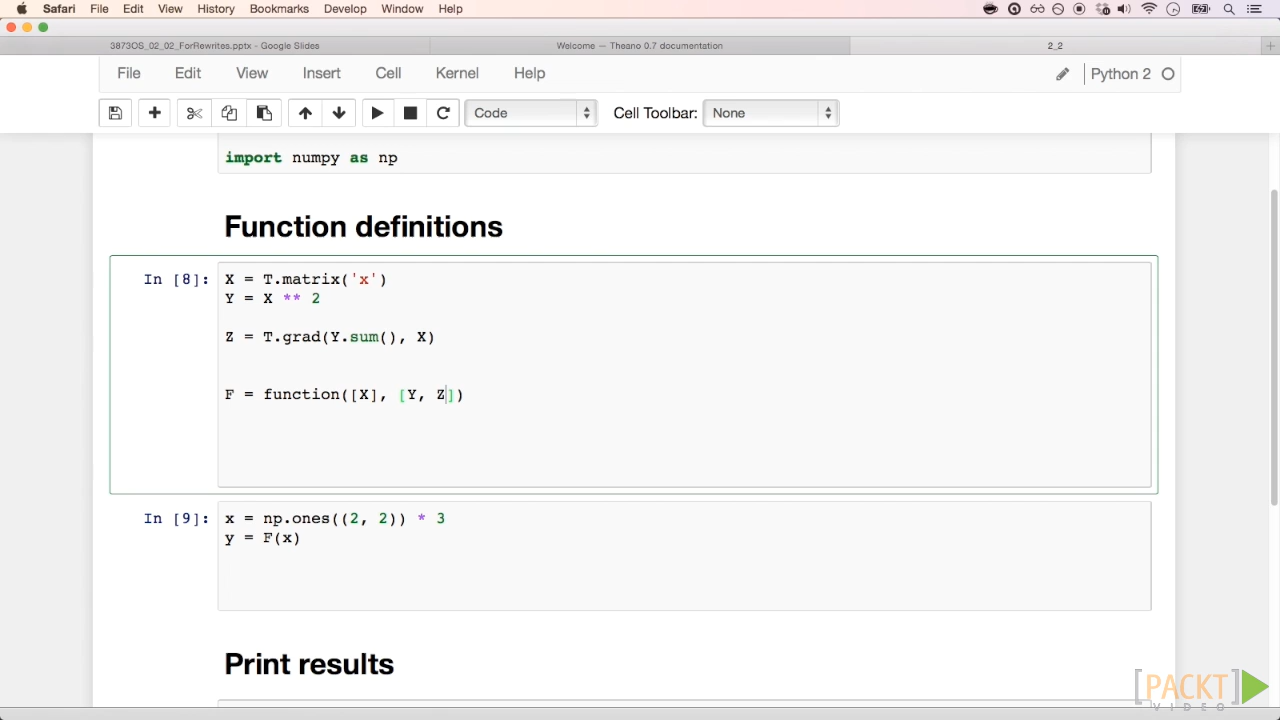 Safari File Edit View History Bookmarks Develop Window Help
3873OS_02_02_ForRewrites.pptx - Google Slides Welcome — Theano 0.7 documentation 2_2
File Edit View Insert Cell Kernel Help Python 2
Code Cell Toolbar: None
import numpy as np
Function definitions
In [8]: X = T.matrix('x')
Y = X ** 2
Z = T.grad(Y.sum(), X)
F = function([X], [Y, Z])
In [9]: x = np.ones((2, 2)) * 3
y = F(x)
Print results
[PACKT]
VIDEO